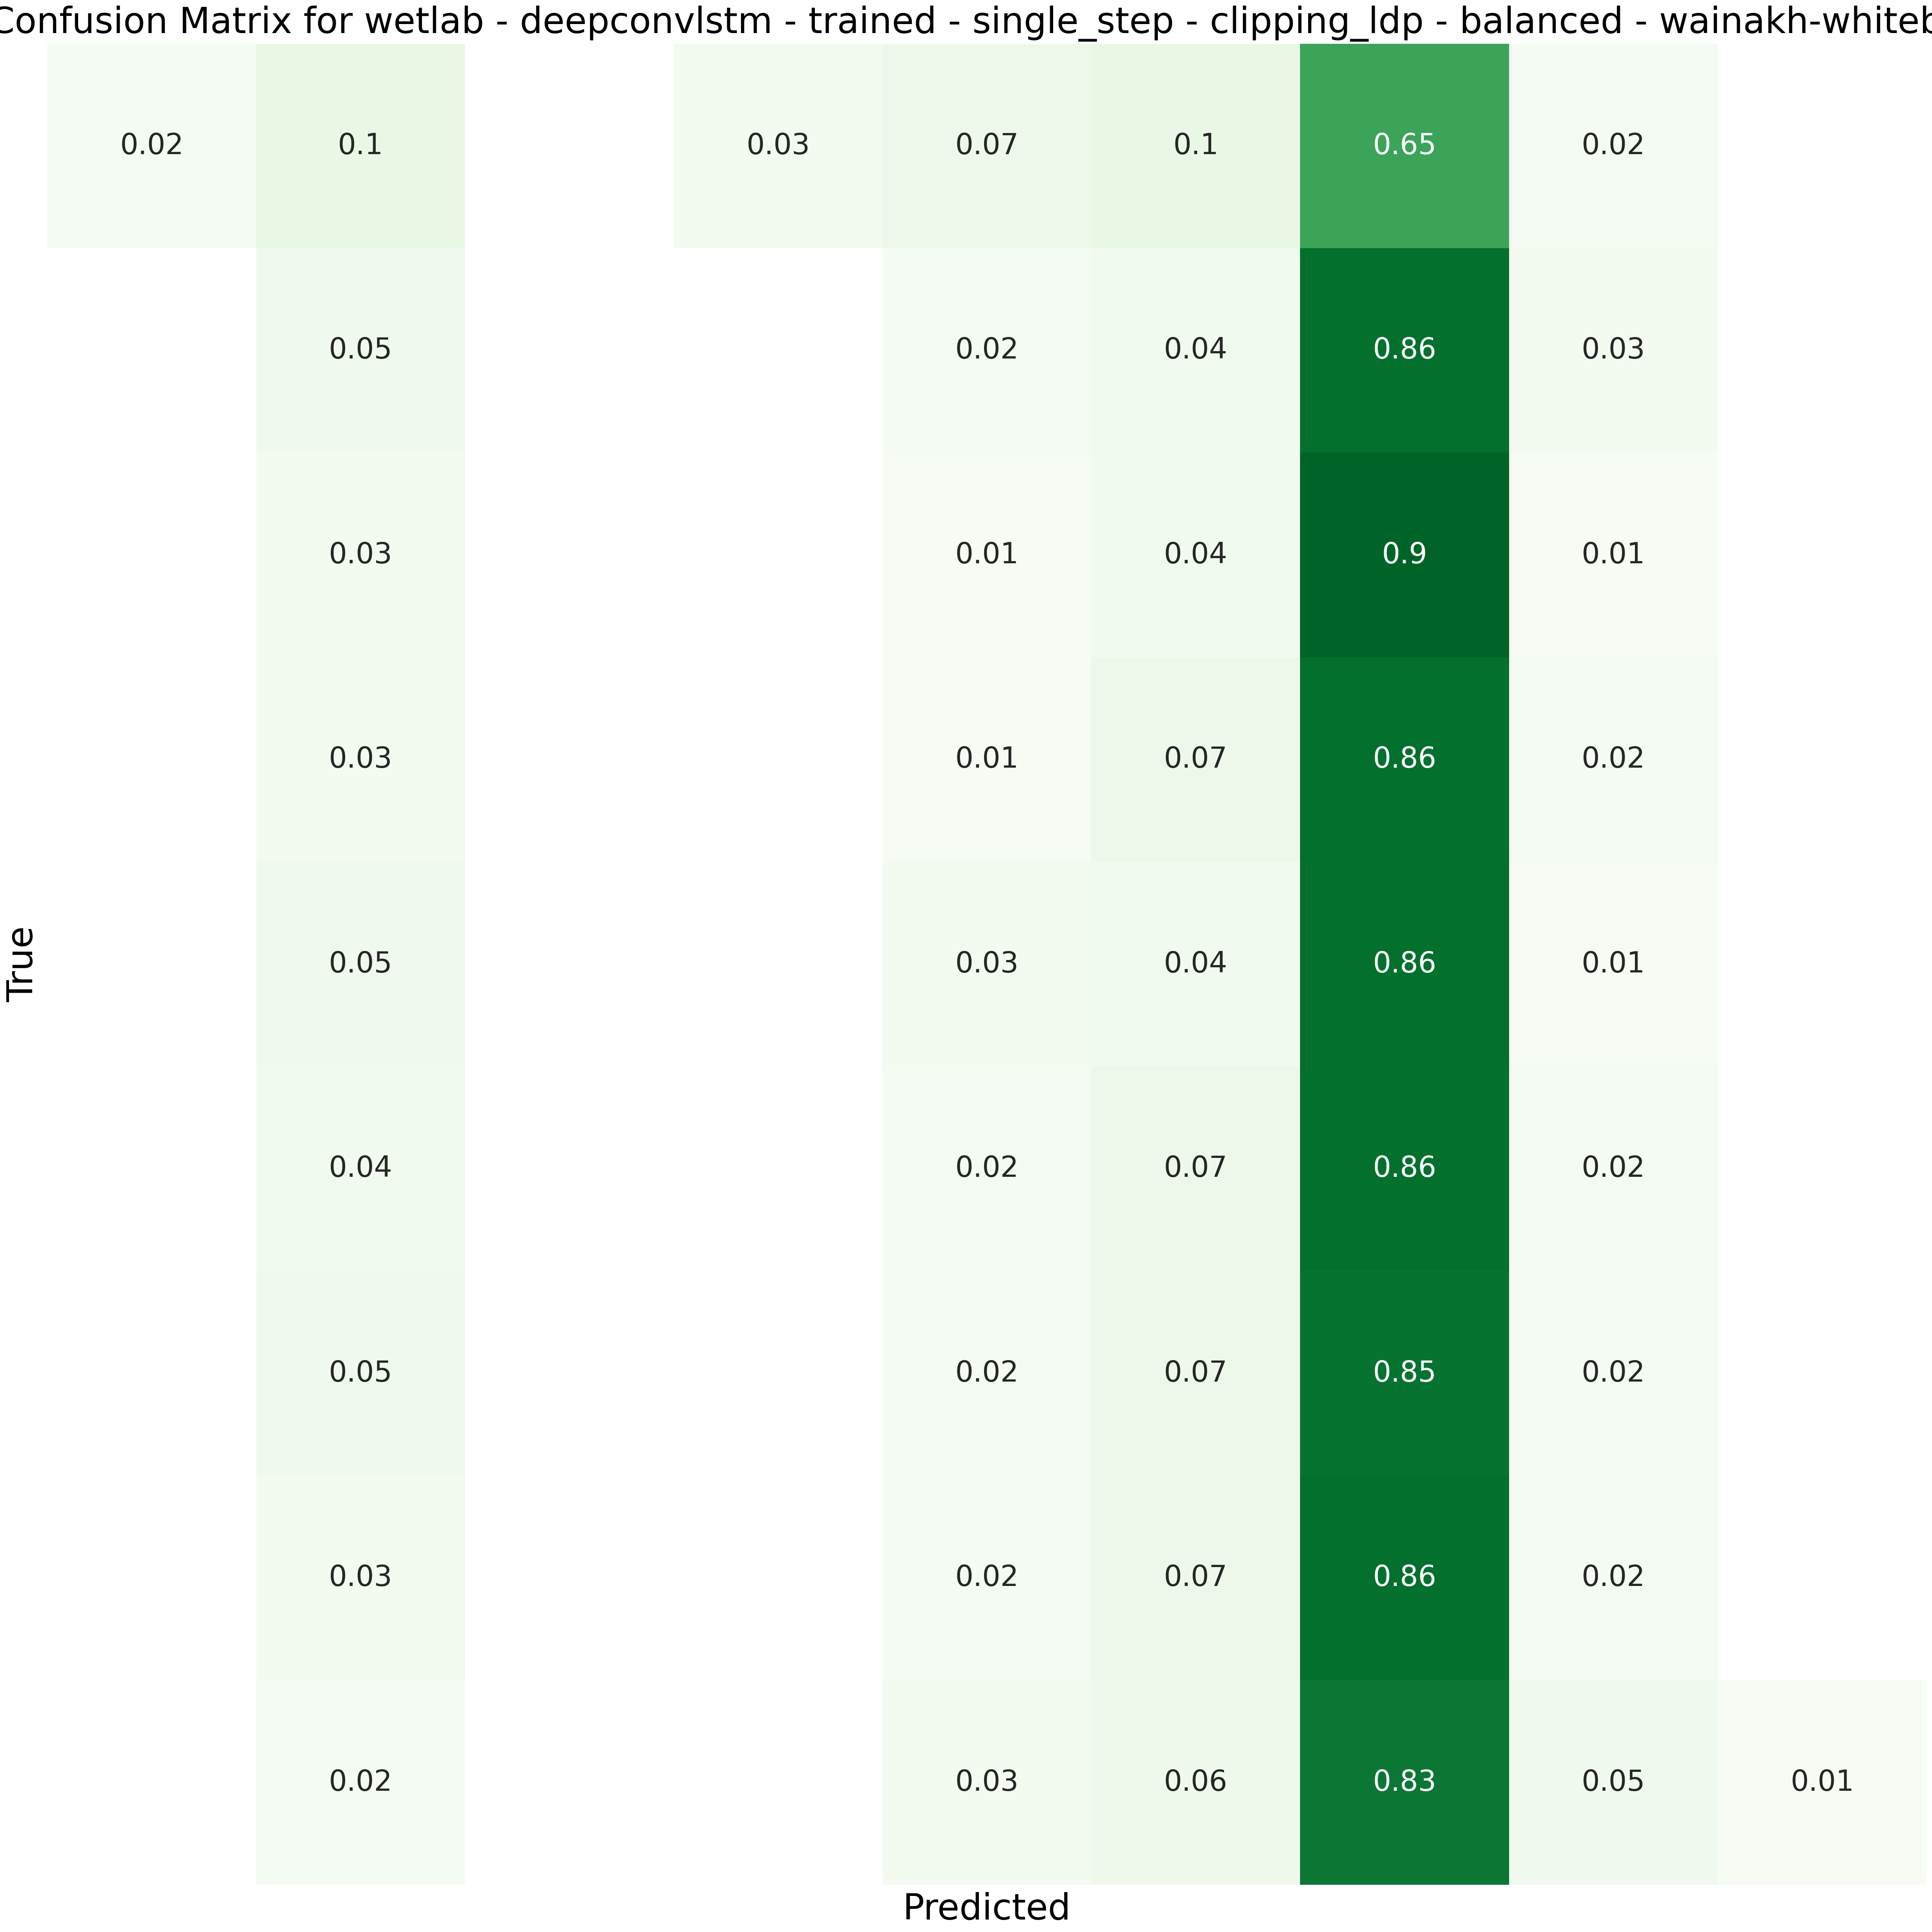 Confusion Matrix for wetlab - deepconvlstm - trained - single_step - clipping_ldp - balanced - wainakh-whiteb
0.02 0.1 0.03 0.07 0.1 0.65 0.02
0.05 0.02 0.04 0.86 0.03
0.03 0.01 0.04 0.9 0.01
0.03 0.01 0.07 0.86 0.02
0.05 0.03 0.04 0.86 0.01
0.04 0.02 0.07 0.86 0.02
0.05 0.02 0.07 0.85 0.02
0.03 0.02 0.07 0.86 0.02
0.02 0.03 0.06 0.83 0.05 0.01
True
Predicted